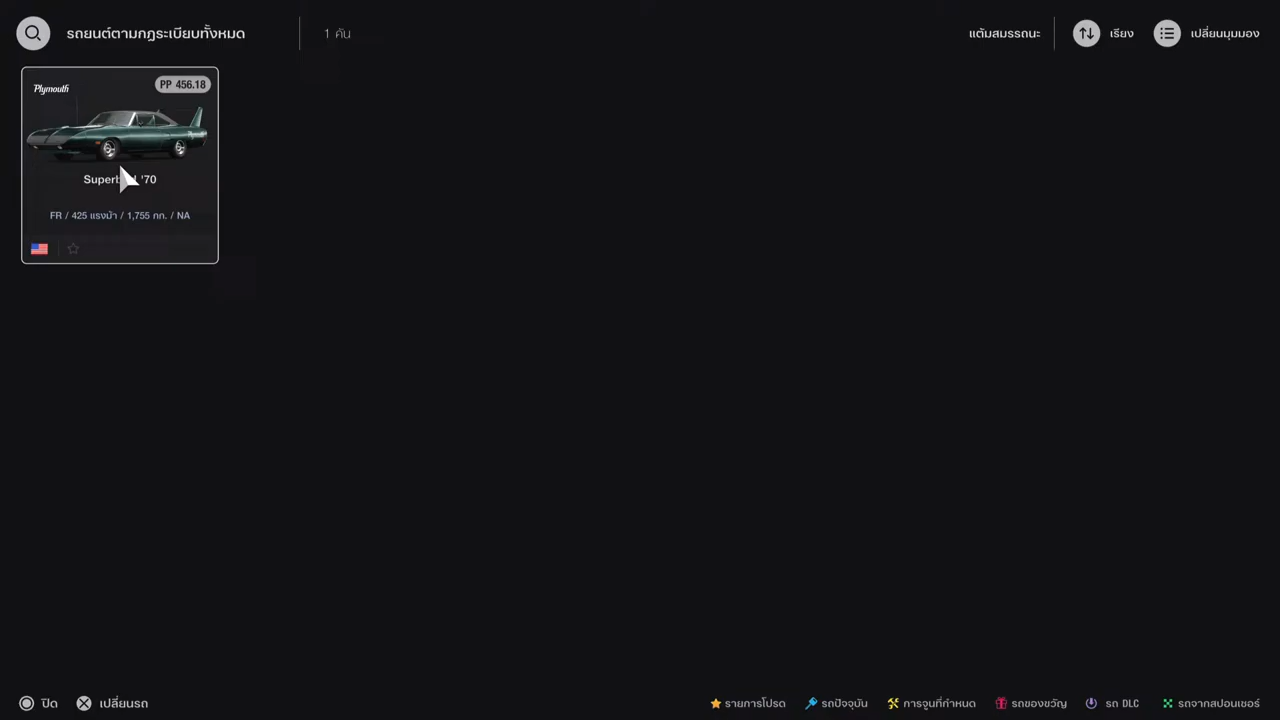 รถยนต์ตามกฎระเบียบทั้งหมด
1 คัน
แต้มสมรรถนะ
เรียง
เปลี่ยนมุมมอง
Plymouth
PP 456.18
'70
FR / 425 แรงม้า / 1,755 กก. / NA
ปิด
เปลี่ยนรถ
รายการโปรด
รถปัจจุบัน
การจูนที่กำหนด
รถของขวัญ
รถ DLC
รถจากสปอนเซอร์